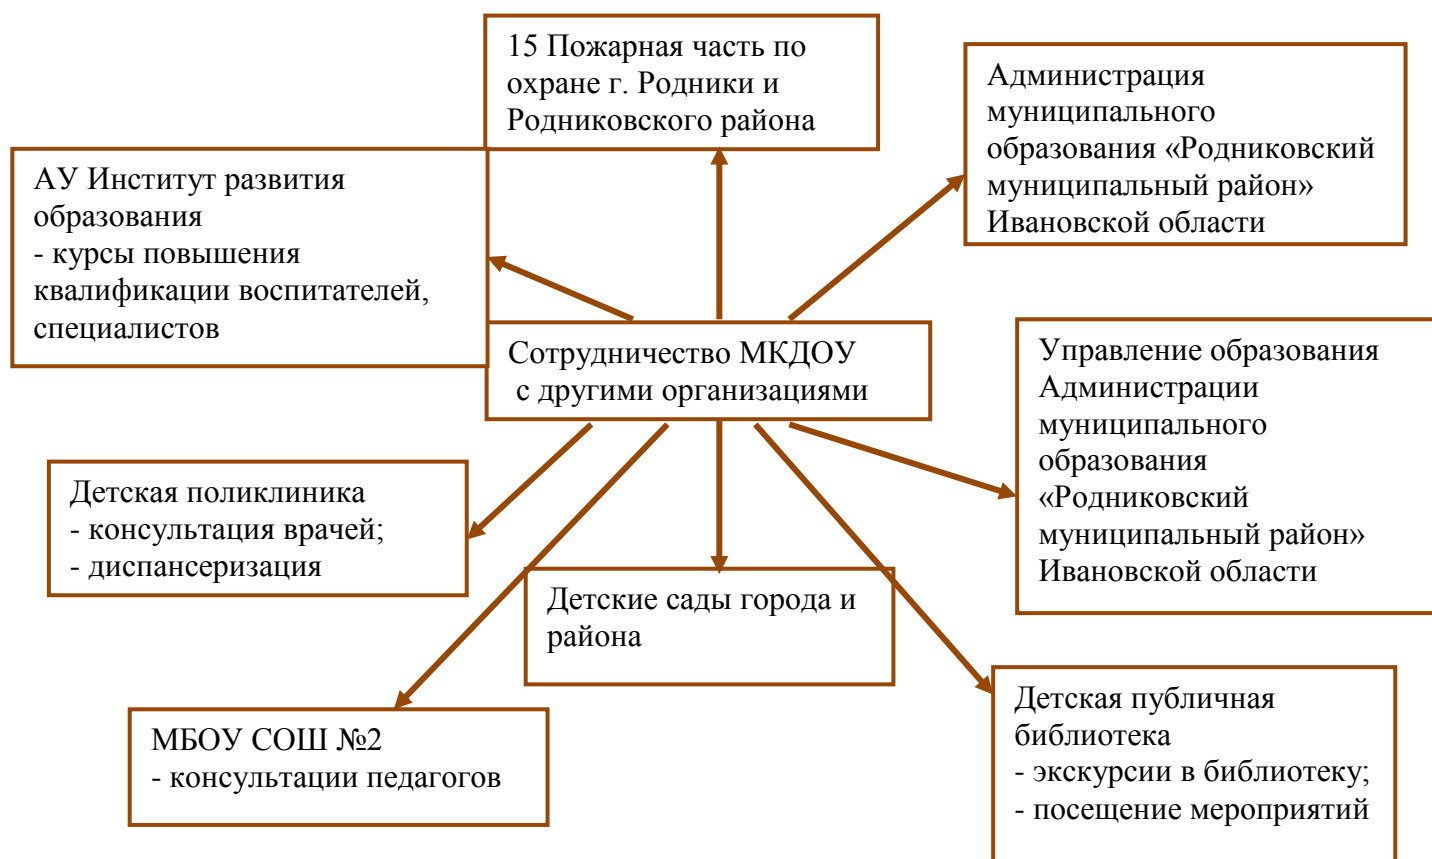 15 Пожарная часть по
охране г. Родники и
Родниковского района
Администрация
муниципального
образования «Родниковский
муниципальный район»
Ивановской области
АУ Институт развития
образования
- курсы повышения
квалификации воспитателей,
специалистов
Сотрудничество МКДОУ
с другими организациями
Управление образования
Администрации
муниципального
образования
«Родниковский
муниципальный район»
Ивановской области
Детская поликлиника
- консультация врачей;
- диспансеризация
Детские сады города и
района
МБОУ СОШ №2
- консультации педагогов
Детская публичная
библиотека
- экскурсии в библиотеку;
- посещение мероприятий